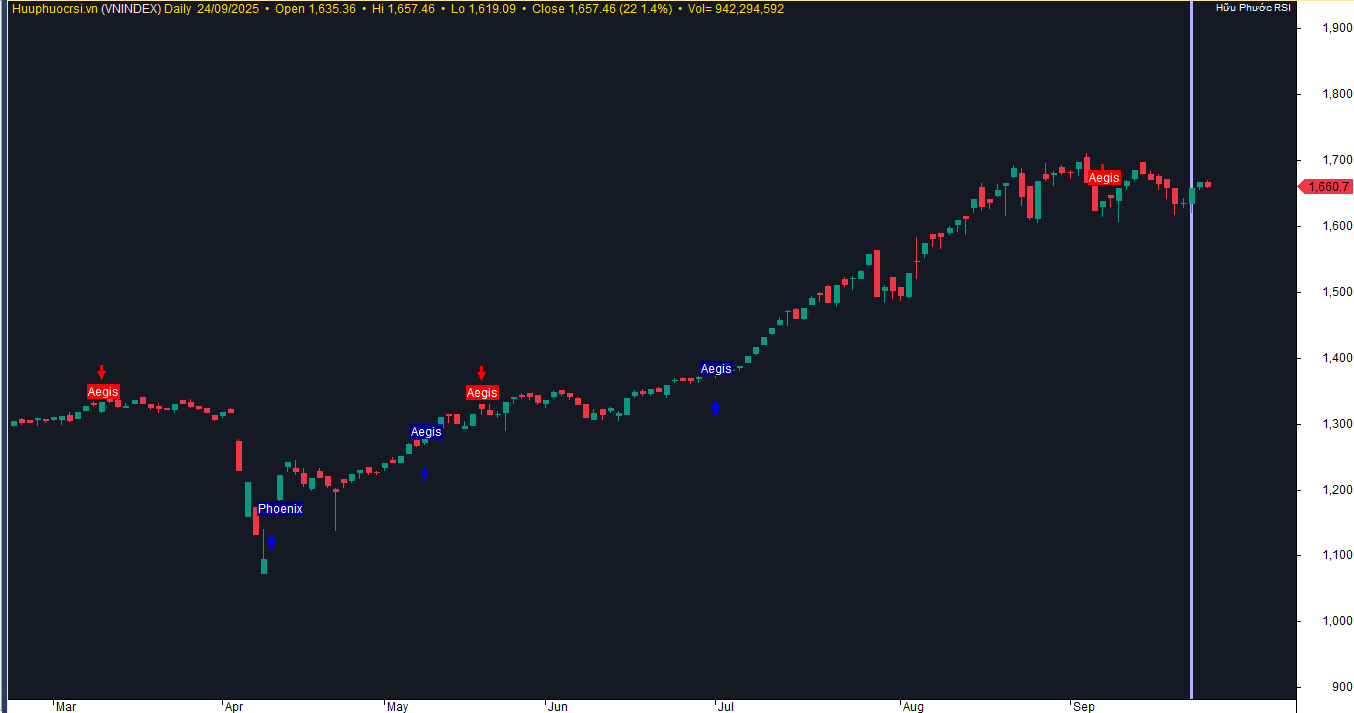 Huuphuocrsi.vn (VNINDEX) Daily 24/09/2025 • Open 1,635.36 • Hi 1,657.46 • Lo 1,619.09 • Close 1,657.46 (22 1.4%) • Vol= 942,294,592
Hữu Phước RSI
1,900
1,800
1,700
Aegis
1,660.7
1,600
1,500
1,400
Aegis
Aegis
Aegis
Aegis
1,300
1,200
Phoenix
1,100
1,000
900
Mar
Apr
May
Jun
Jul
Aug
Sep